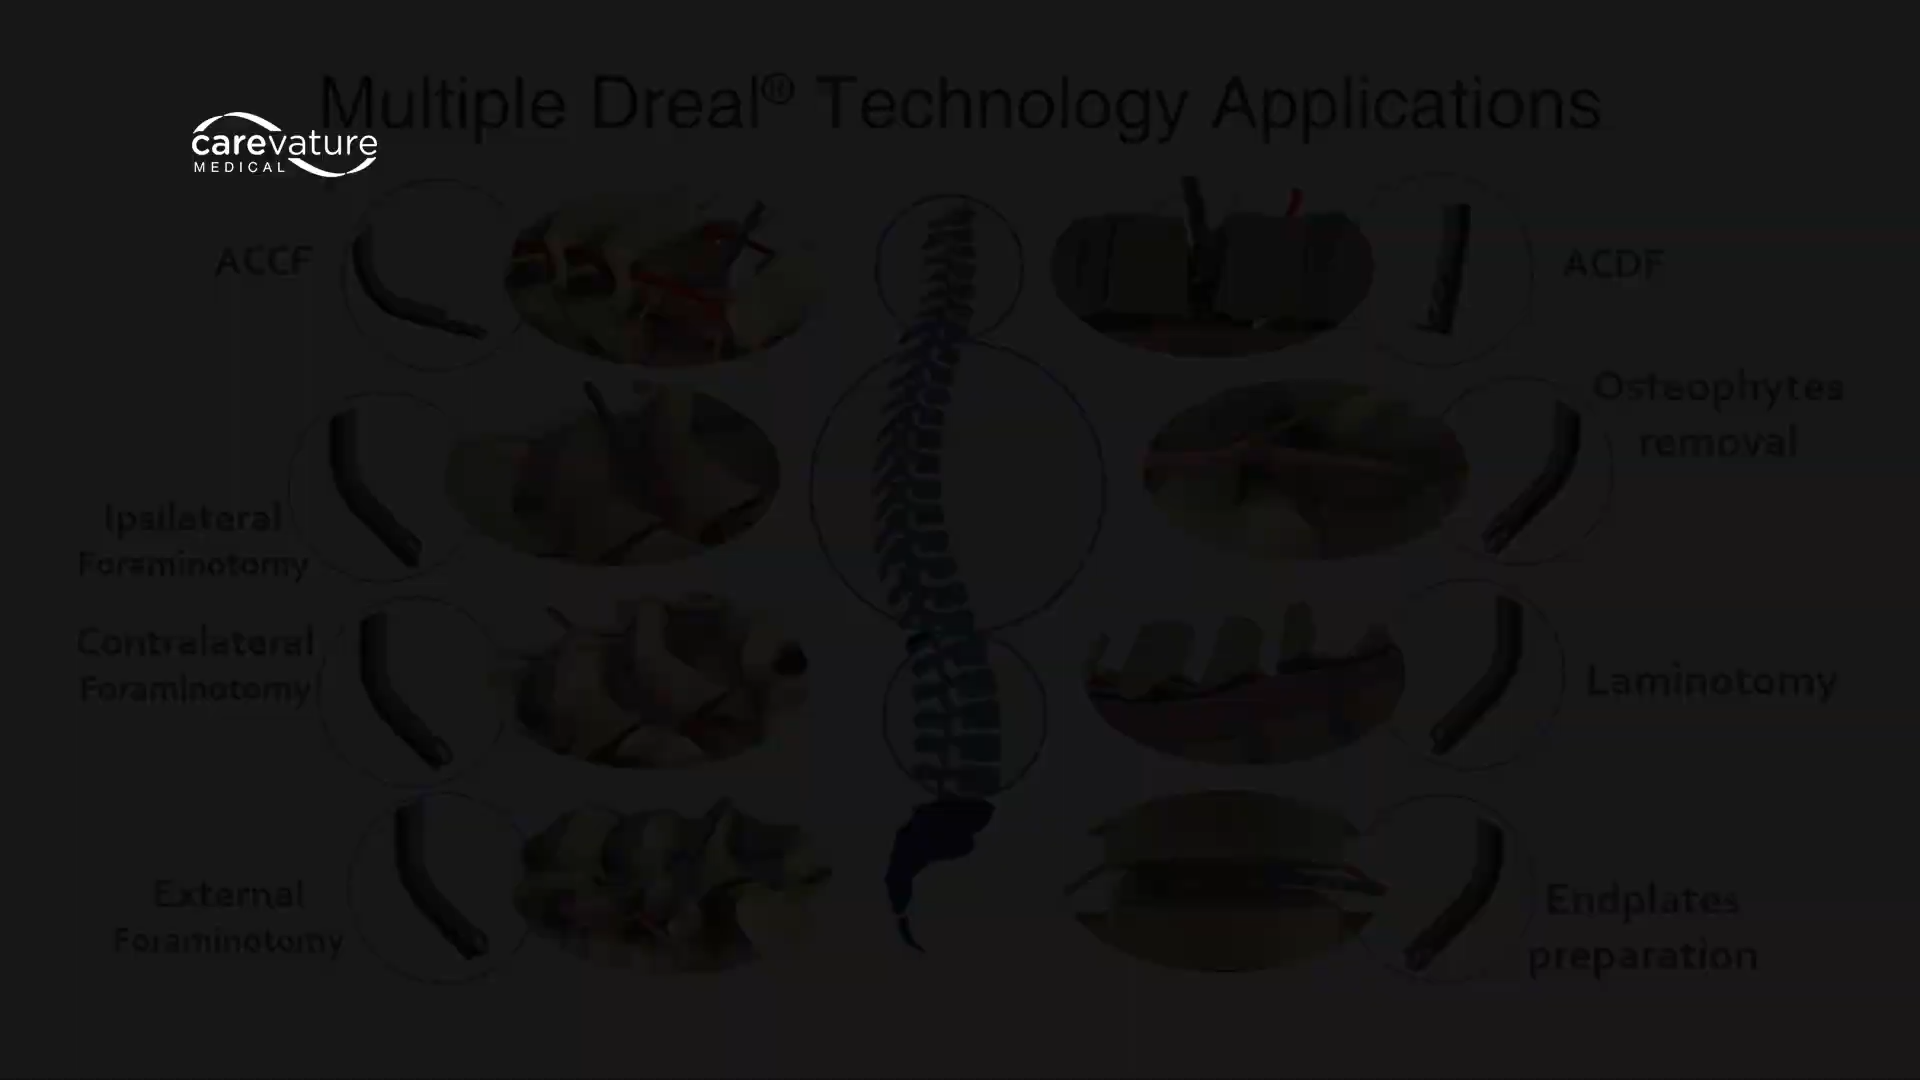 Multiple Dreal® Technology Applications
carevature
MEDICAL
ACCF
ACDF
Osteophytes
removal
Ipsilateral
Foraminotomy
Contralateral
Foraminotomy
Laminotomy
External
Foraminotomy
Endplates
preparation